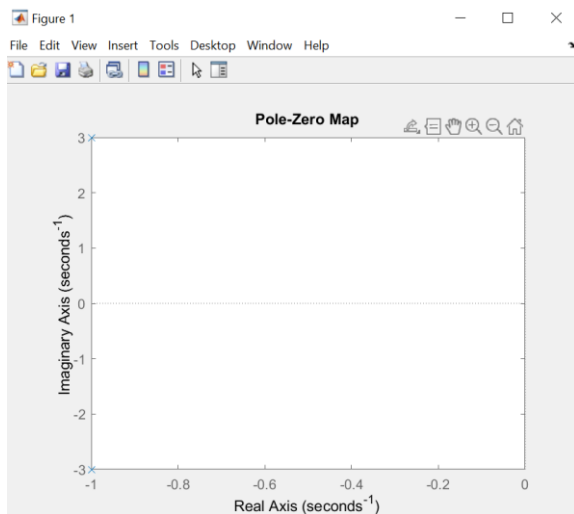 Figure 1
File Edit View Insert Tools Desktop Window Help
Pole-Zero Map
3
2
1
0
-1
-2
-3
Imaginary Axis (seconds-1)
-1 -0.8 -0.6 -0.4 -0.2 0
Real Axis (seconds-1)